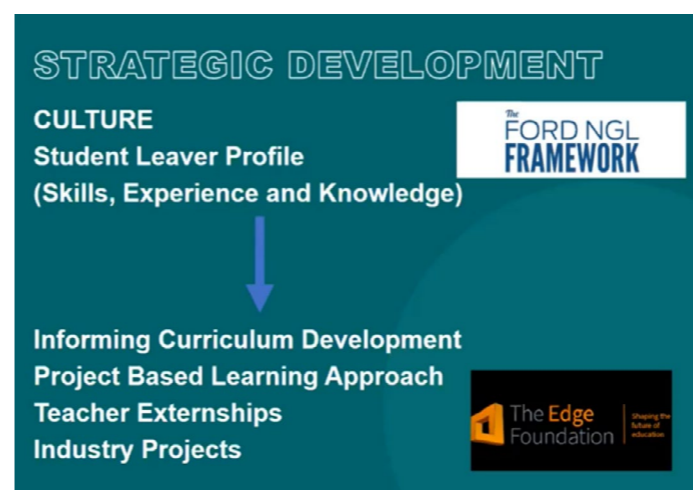 STRATEGIC DEVELOPMENT
CULTURE
Student Leaver Profile
(Skills, Experience and Knowledge)
The
FORD NGL
FRAMEWORK
Informing Curriculum Development
Project Based Learning Approach
Teacher Externships
Industry Projects
The Edge
Foundation
Shaping the
future of
education